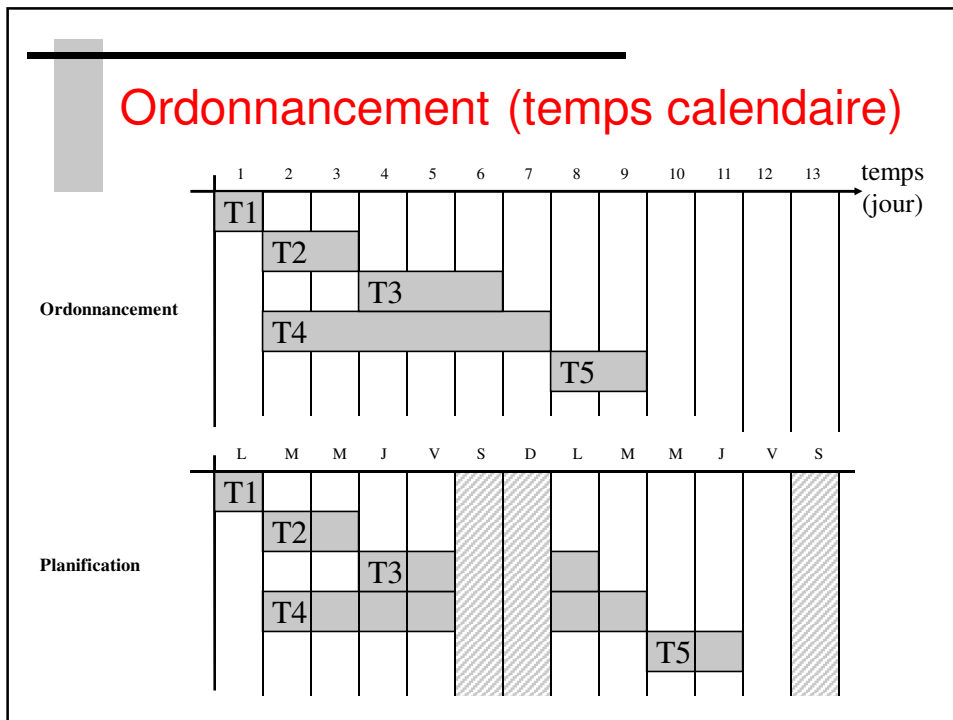 Ordonnancement (temps calendaire)
1 2 3 4 5 6 7 8 9 10 11 12 13 temps
(jour)
T1
T2
T3
Ordonnancement
T4
T5
L M M J V S D L M M J V S
T1
T2
Planification
T3
T4
T5